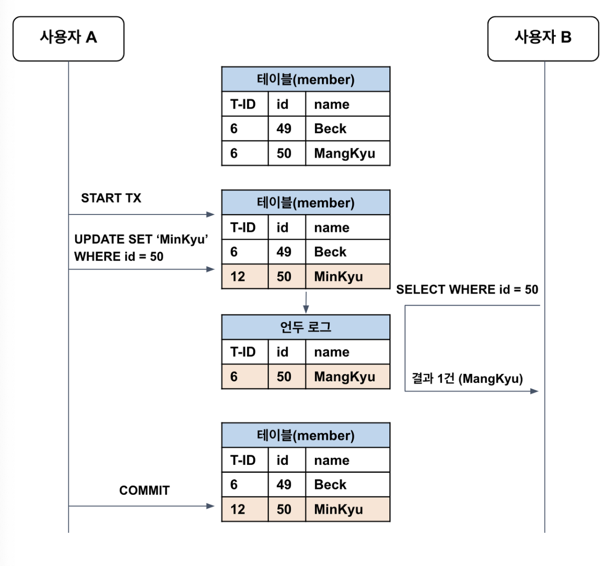 사용자 A
사용자 B
테이블(member)
T-ID id name
6 49 Beck
6 50 MangKyu
START TX
테이블(member)
T-ID id name
6 49 Beck
12 50 MinKyu
UPDATE SET ‘MinKyu’
WHERE id = 50
SELECT WHERE id = 50
언두 로그
T-ID id name
6 50 MangKyu
결과 1건 (MangKyu)
테이블(member)
T-ID id name
6 49 Beck
12 50 MinKyu
COMMIT